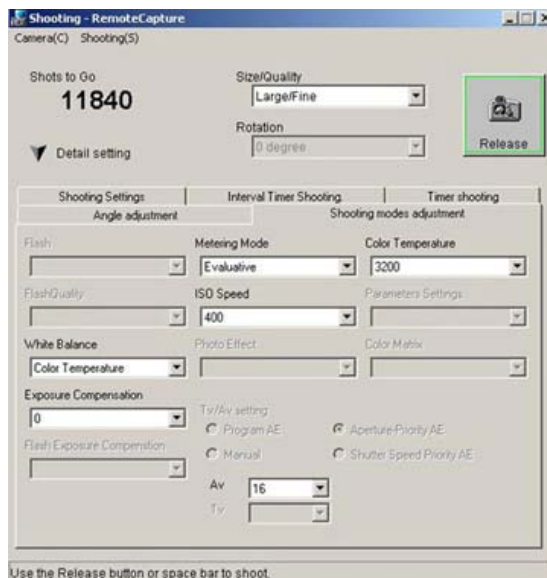 Shooting - RemoteCapture
Camera(C) Shooting(S)
Shots to Go
11840
Size/Quality
Large/Fine
Rotation
0 degree
Release
Detail setting
Shooting Settings Interval Timer Shooting. Timer shooting
Angle adjustment Shooting modes adjustment
Flash Metering Mode Color Temperature
Evaluative 3200
FlashQuality ISO Speed Parameters Settings
400
White Balance Photo Effect Color Matrix
Color Temperature
Exposure Compensation
0
Tv/Av setting
Program AE Aperture-Priority AE
Flash Exposure Compenstion
Manual Shutter Speed Priority AE
Av 16
Tv
Use the Release button or space bar to shoot.